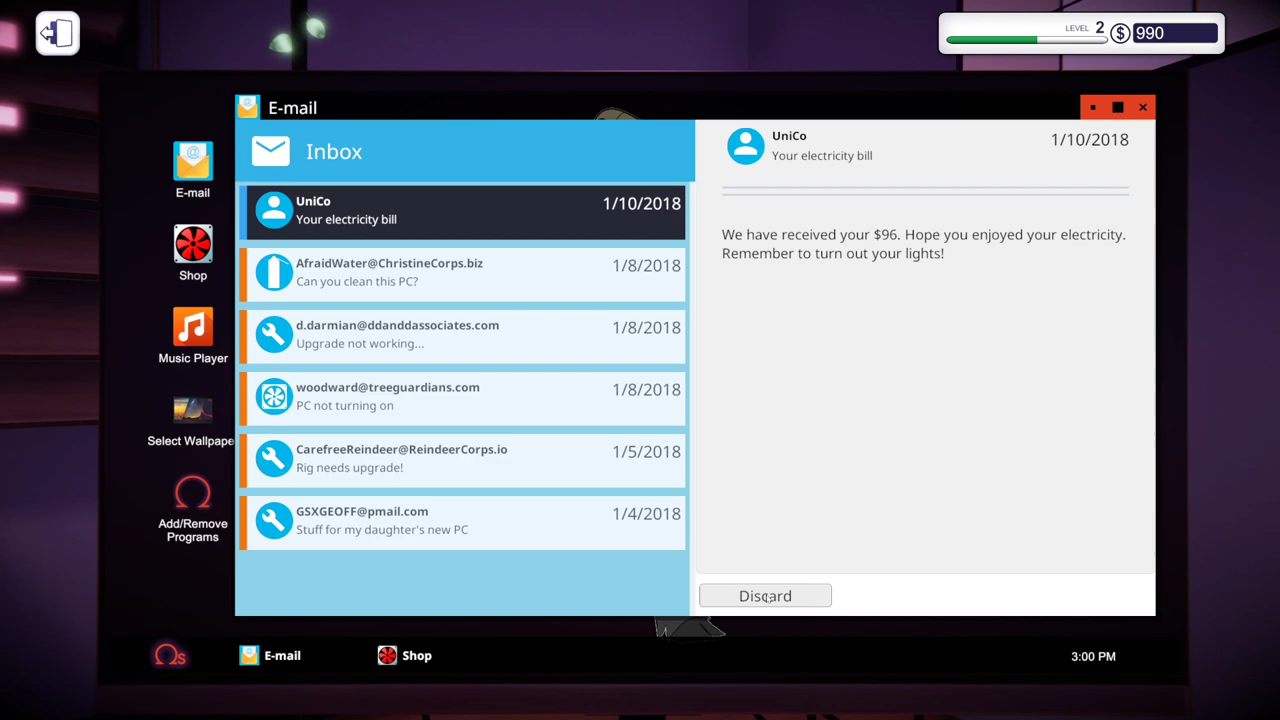 LEVEL 2 $ 990
E-mail
Inbox
UniCo 1/10/2018
Your electricity bill
AfraidWater@ChristineCorps.biz 1/8/2018
Can you clean this PC?
d.darmian@ddanddassociates.com 1/8/2018
Upgrade not working...
woodward@treeguardians.com 1/8/2018
PC not turning on
CarefreeReindeer@ReindeerCorps.io 1/5/2018
Rig needs upgrade!
GSXGEOFF@pmail.com 1/4/2018
Stuff for my daughter's new PC
UniCo 1/10/2018
Your electricity bill
We have received your $96. Hope you enjoyed your electricity.
Remember to turn out your lights!
Discard
E-mail
Shop
Music Player
Select Wallpape
Add/Remove
Programs
Ωs E-mail Shop 3:00 PM